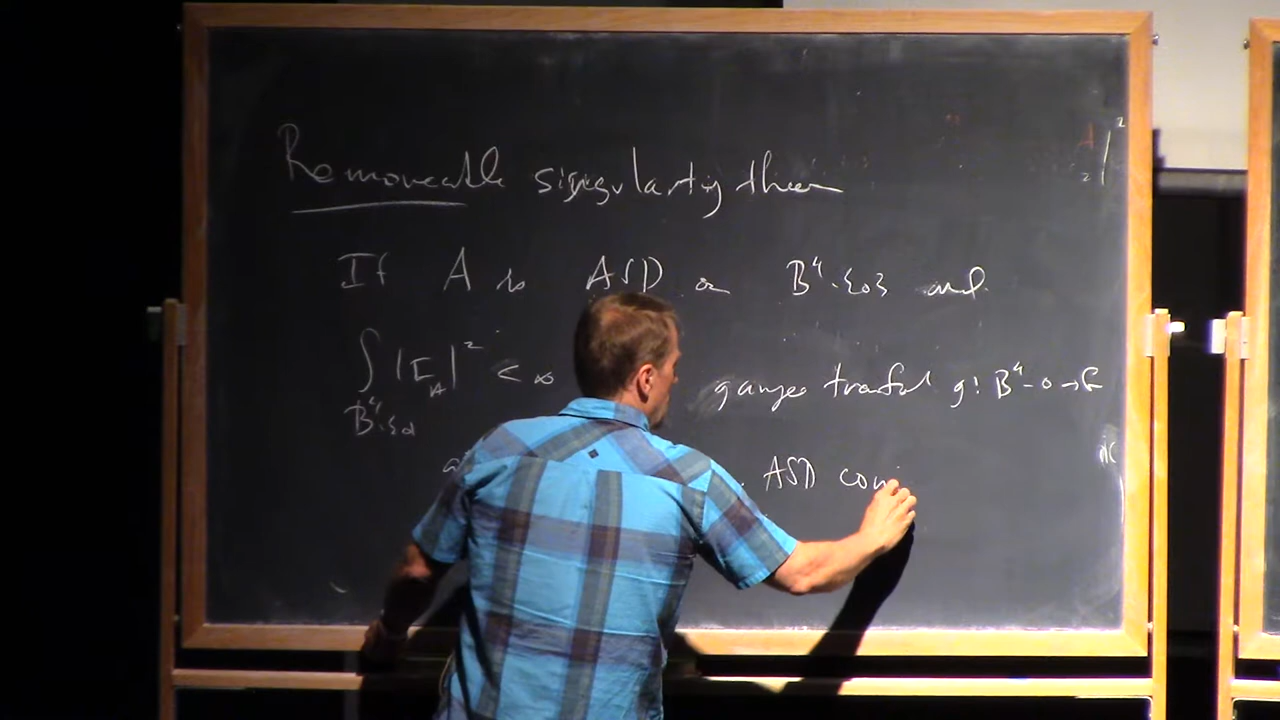 Removeable singularity thm
If A is ASD on B⁴∖{0} and
∫_{B⁴∖{0}} |F_A|² < ∞ gauge transf g: B⁴-0→G
ASD con